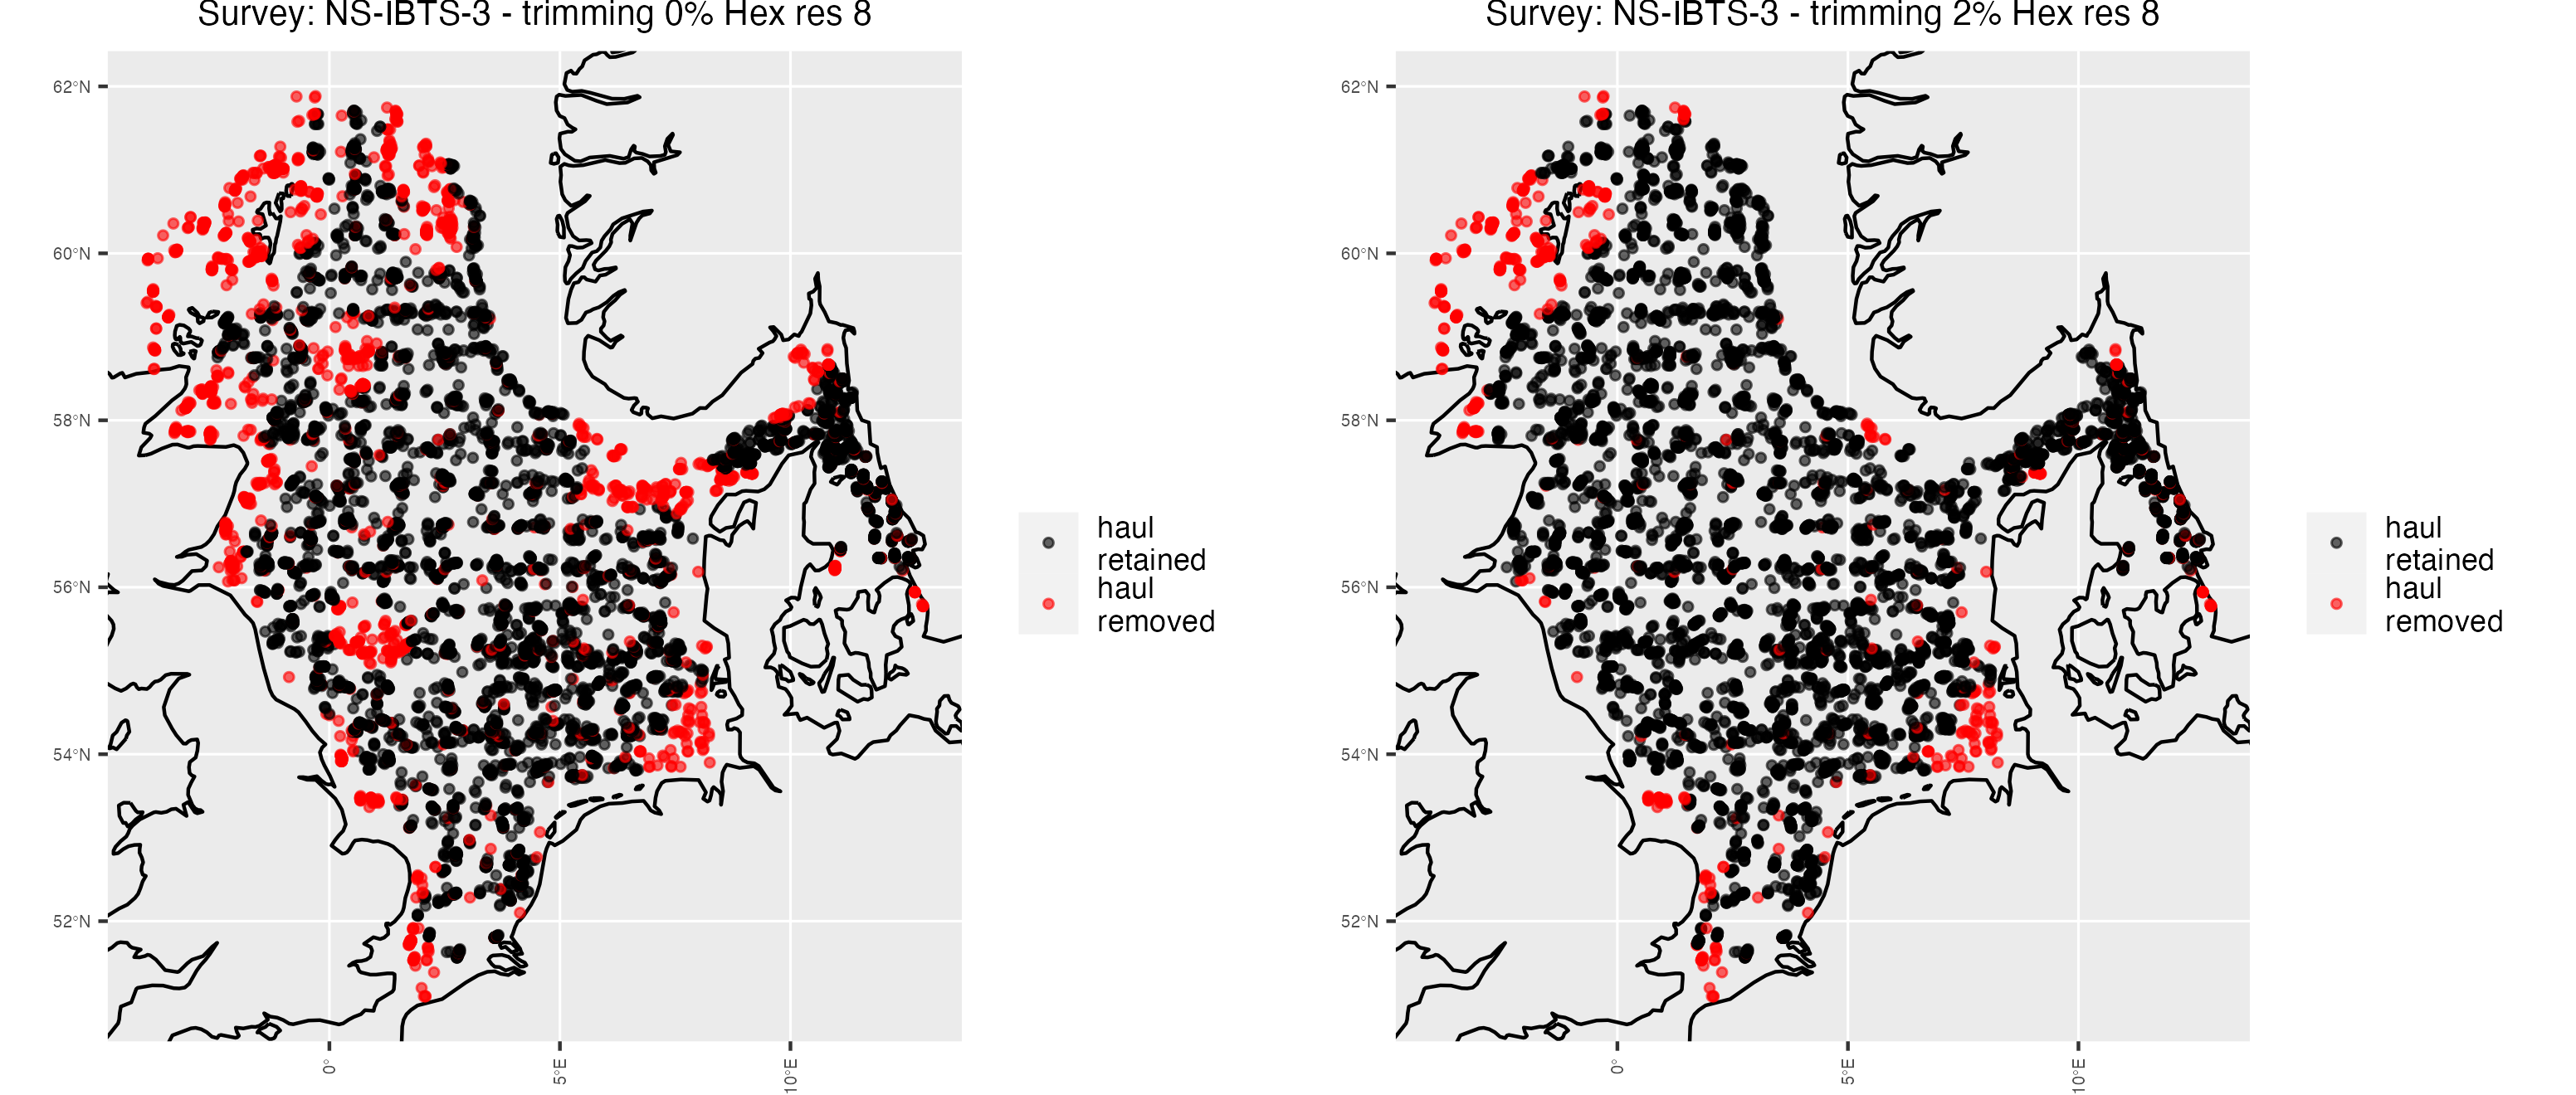 Survey: NS-IBTS-3 - trimming 0% Hex res 8
62°N
60°N
58°N
56°N
54°N
52°N
0°
5°E
10°E
haul
retained
haul
removed
Survey: NS-IBTS-3 - trimming 2% Hex res 8
62°N
60°N
58°N
56°N
54°N
52°N
0°
5°E
10°E
haul
retained
haul
removed